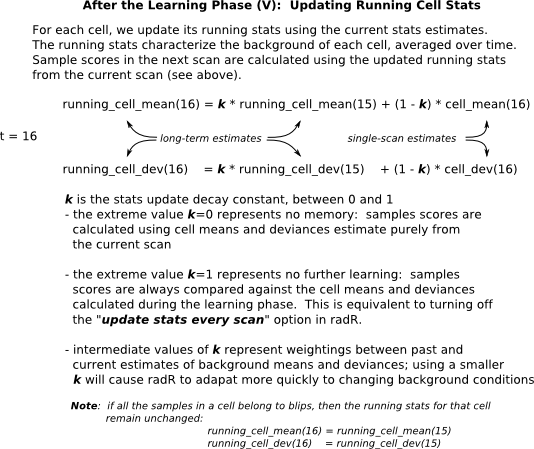 After the Learning Phase (V): Updating Running Cell Stats
For each cell, we update its running stats using the current stats estimates.
The running stats characterize the background of each cell, averaged over time.
Sample scores in the next scan are calculated using the updated running stats
from the current scan (see above).
running_cell_mean(16) = k * running_cell_mean(15) + (1 - k) * cell_mean(16)
t = 16
long-term estimates single-scan estimates
running_cell_dev(16) = k * running_cell_dev(15) + (1 - k) * cell_dev(16)
k is the stats update decay constant, between 0 and 1
- the extreme value k=0 represents no memory: samples scores are
calculated using cell means and deviances estimate purely from
the current scan
- the extreme value k=1 represents no further learning: samples
scores are always compared against the cell means and deviances
calculated during the learning phase. This is equivalent to turning off
the "update stats every scan" option in radR.
- intermediate values of k represent weightings between past and
current estimates of background means and deviances; using a smaller
k will cause radR to adapat more quickly to changing background conditions
Note: if all the samples in a cell belong to blips, then the running stats for that cell
remain unchanged:
running_cell_mean(16) = running_cell_mean(15)
running_cell_dev(16) = running_cell_dev(15)